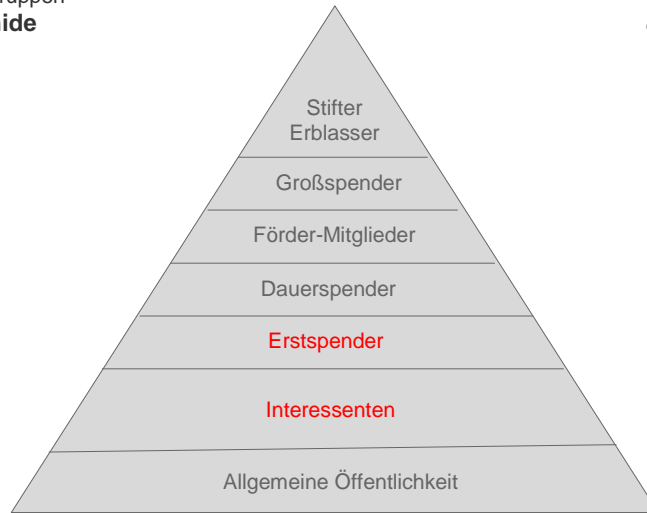 Stifter
Erblasser
Großspender
Förder-Mitglieder
Dauerspender
Erstspender
Interessenten
Allgemeine Öffentlichkeit